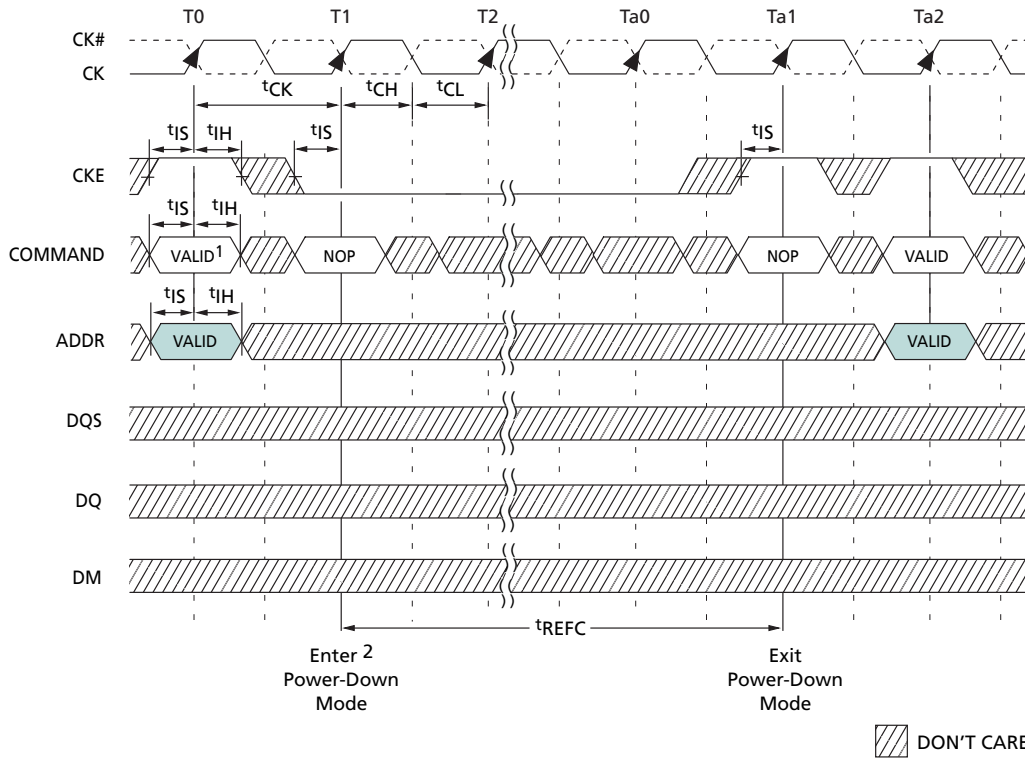 T0 T1 T2 Ta0 Ta1 Ta2
CK#
CK
tCK tCH tCL
tIS tIH tIS tIS
CKE
tIS tIH
COMMAND VALID1 NOP NOP VALID
tIS tIH
ADDR VALID VALID
DQS
DQ
DM
tREFC
Enter 2
Power-Down
Mode
Exit
Power-Down
Mode
DON'T CARE